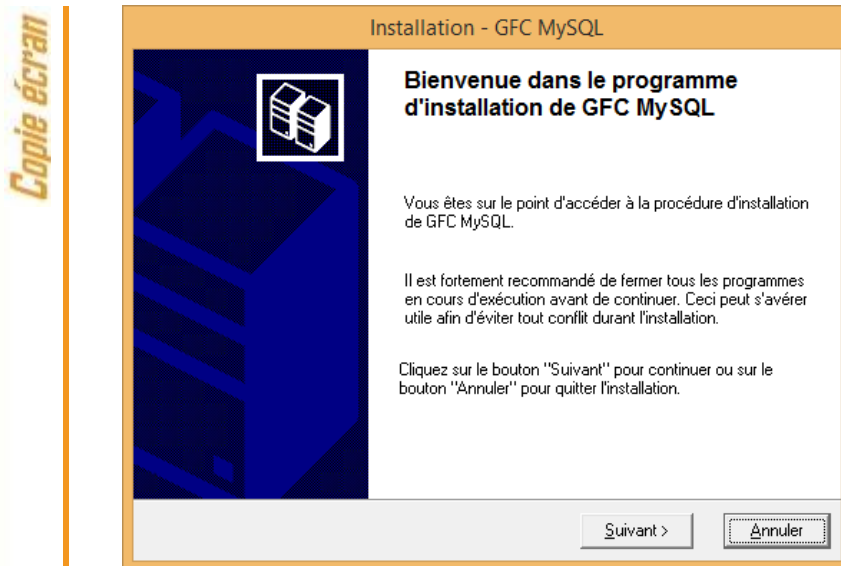 Copie écran
Installation - GFC MySQL
Bienvenue dans le programme
d'installation de GFC MySQL
Vous êtes sur le point d'accéder à la procédure d'installation
de GFC MySQL.
Il est fortement recommandé de fermer tous les programmes
en cours d'exécution avant de continuer. Ceci peut s'avérer
utile afin d'éviter tout conflit durant l'installation.
Cliquez sur le bouton "Suivant" pour continuer ou sur le
bouton "Annuler" pour quitter l'installation.
Suivant >
Annuler